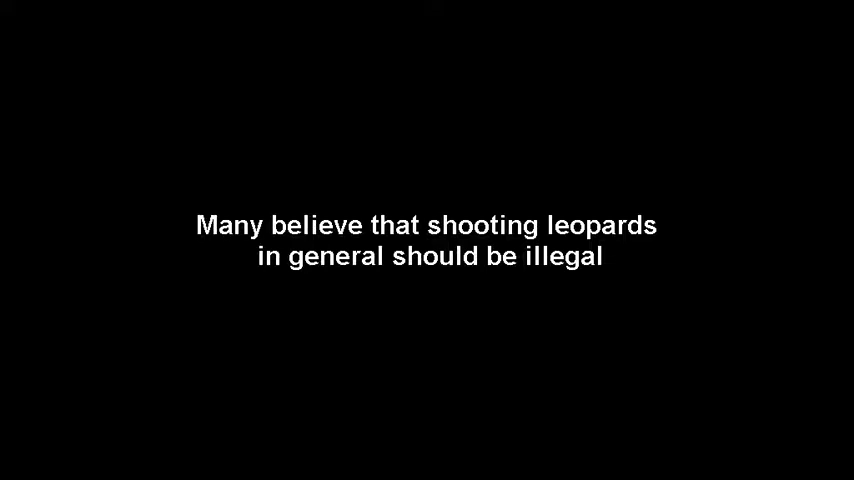 Many believe that shooting leopards
in general should be illegal